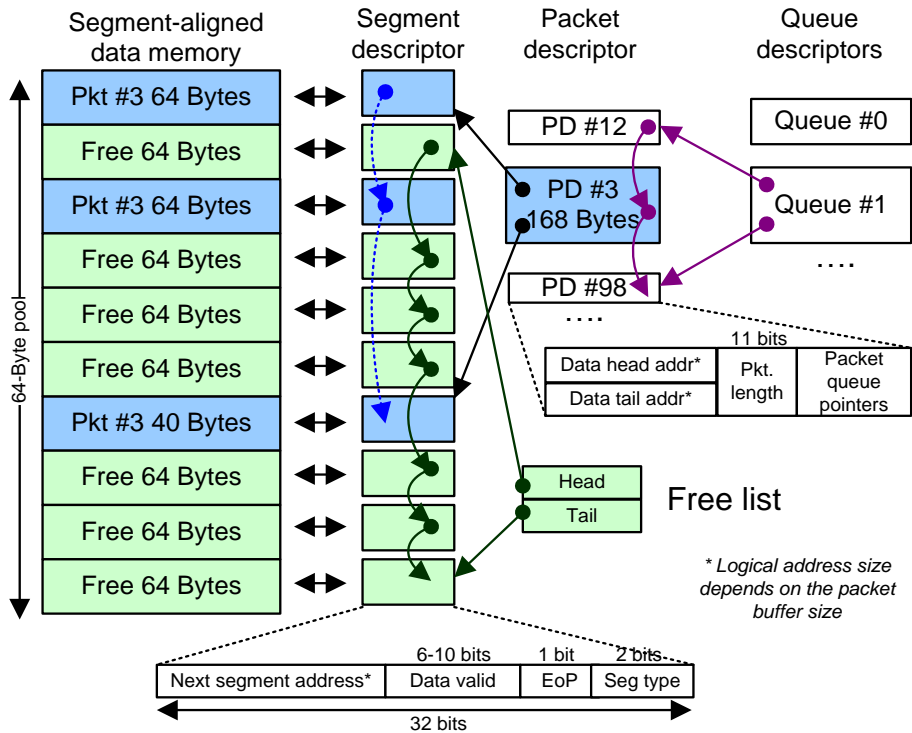 Segment-aligned
data memory
Segment
descriptor
Packet
descriptor
Queue
descriptors
64-Byte pool
Pkt #3 64 Bytes
Free 64 Bytes
Pkt #3 64 Bytes
Free 64 Bytes
Free 64 Bytes
Free 64 Bytes
Pkt #3 40 Bytes
Free 64 Bytes
Free 64 Bytes
Free 64 Bytes
PD #12
PD #3
168 Bytes
PD #98
....
Queue #0
Queue #1
....
11 bits
Data head addr*
Data tail addr*
Pkt.
length
Packet
queue
pointers
Head
Tail
Free list
* Logical address size
depends on the packet
buffer size
6-10 bits
1 bit
2 bits
Next segment address*
Data valid
EoP
Seg type
32 bits